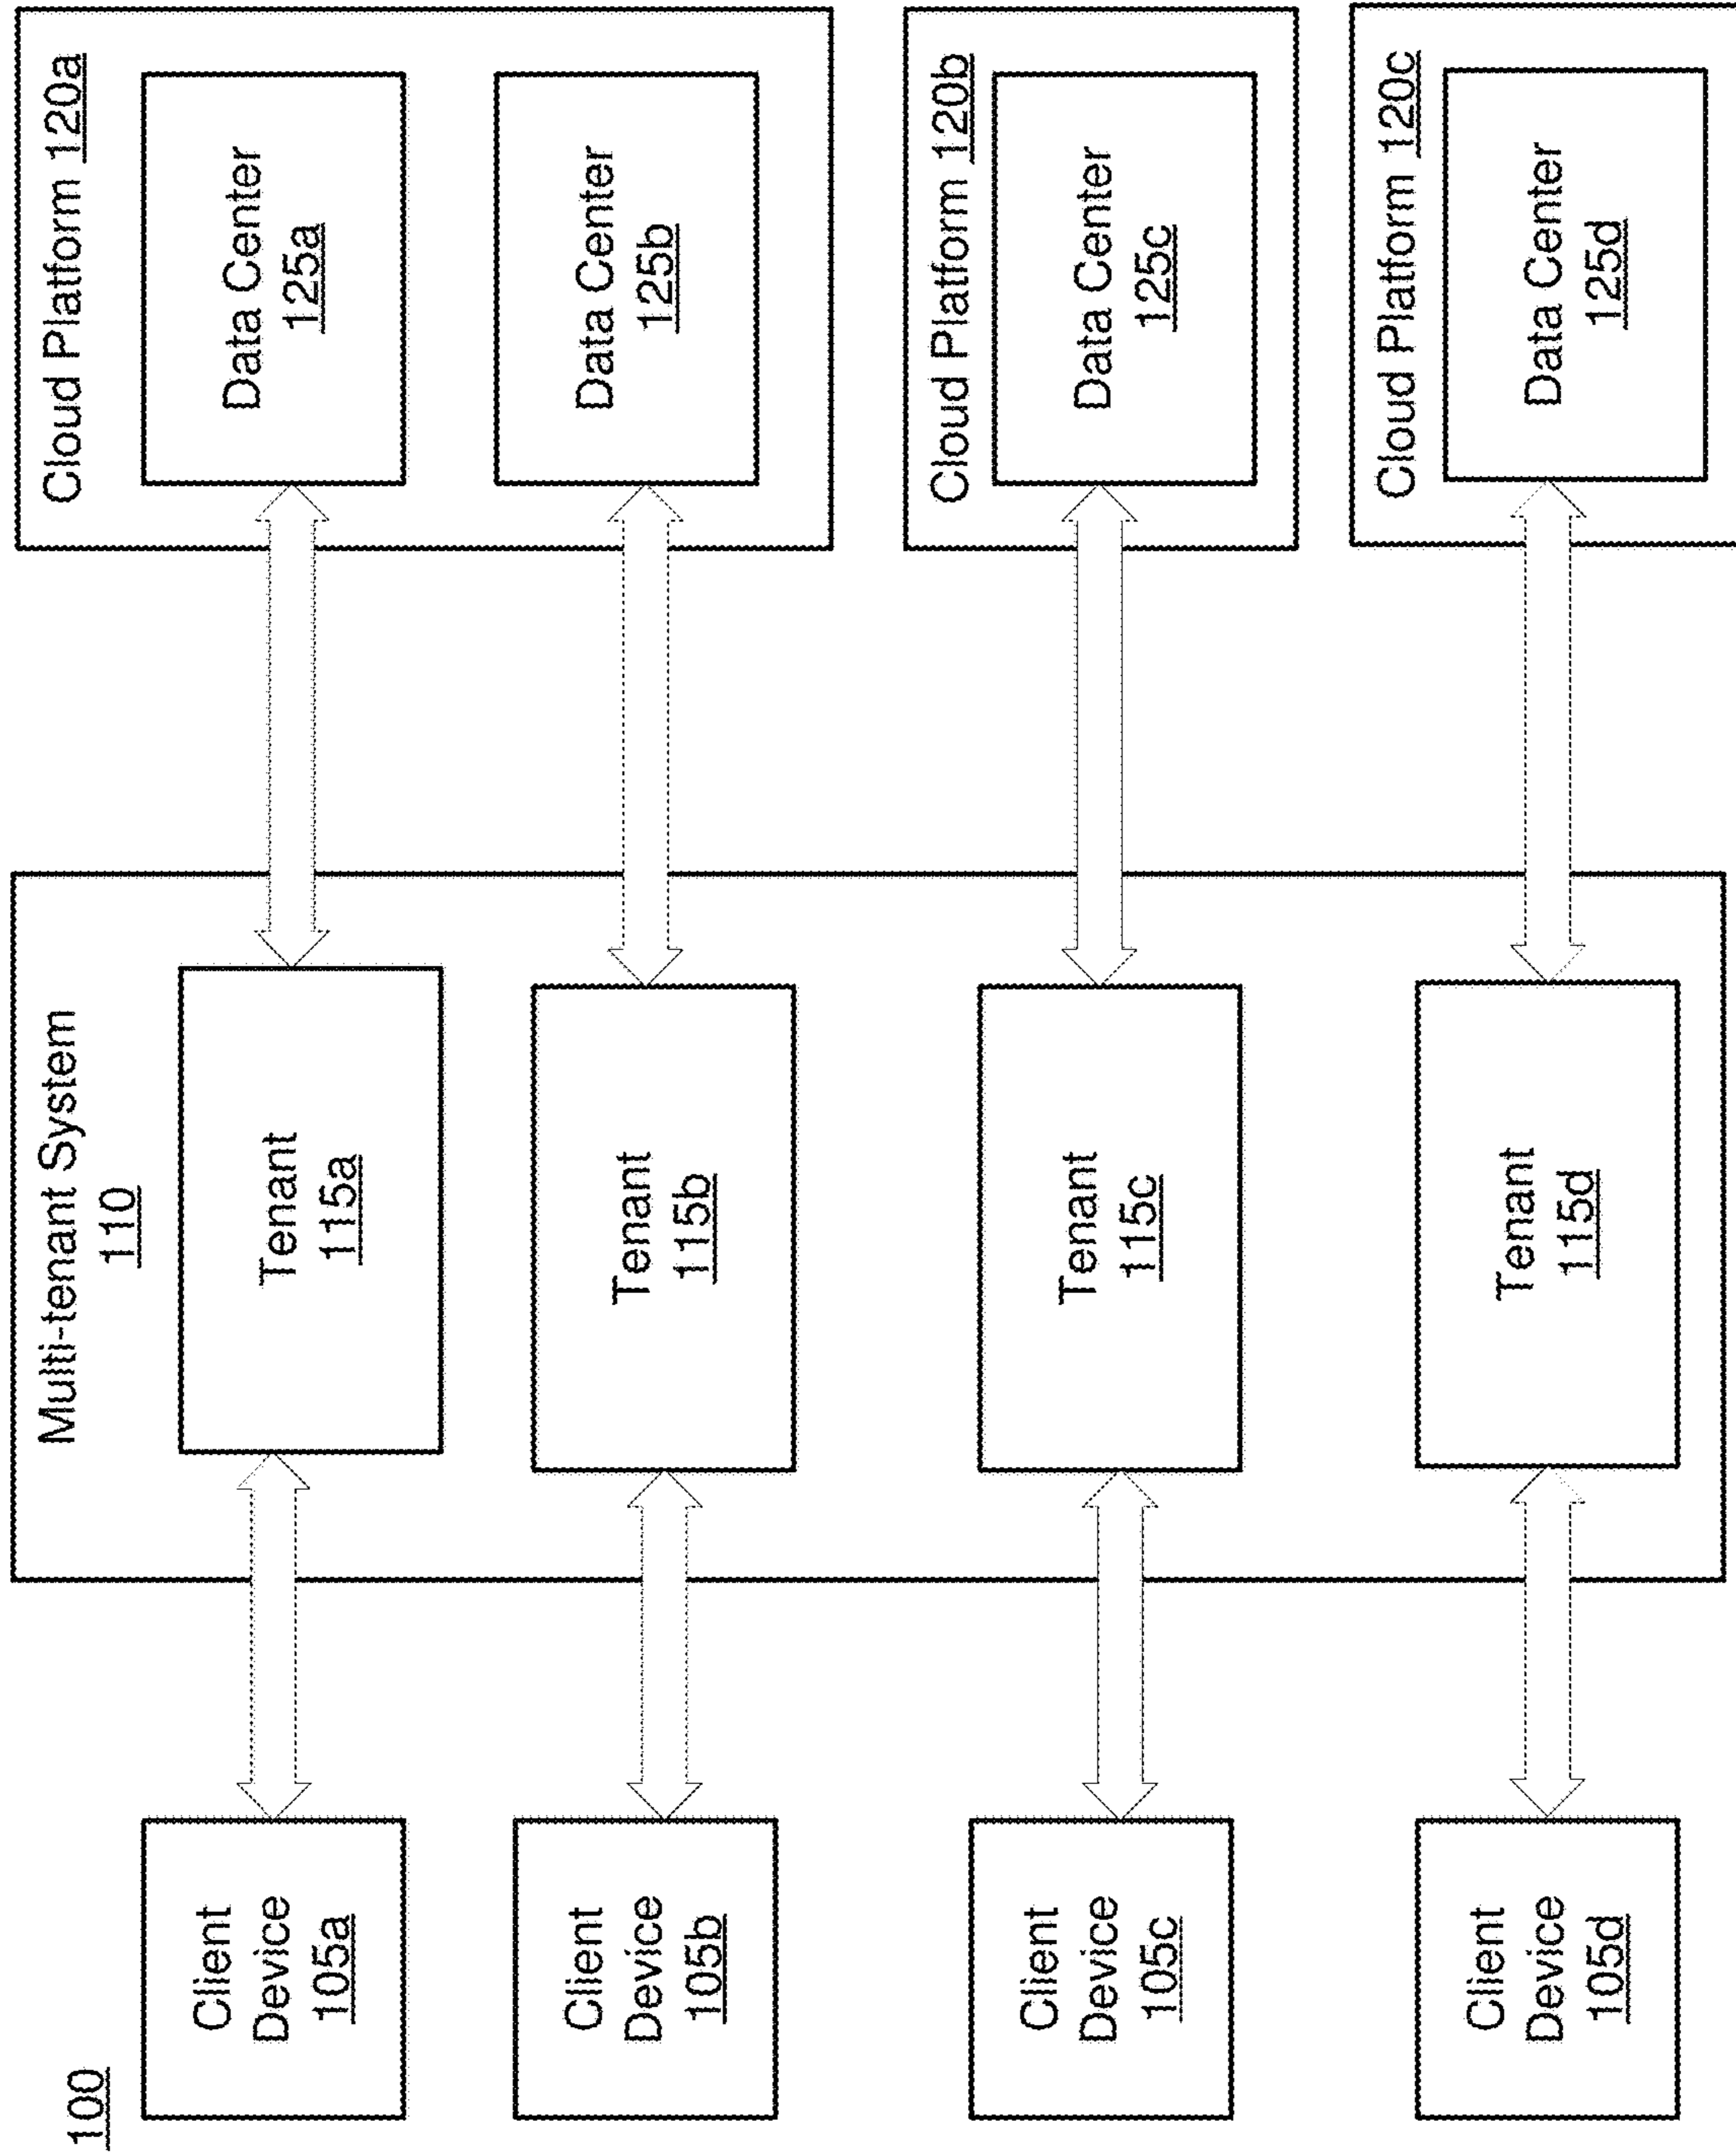 100
Client
Device
105a
Client
Device
105b
Client
Device
105c
Client
Device
105d
Multi-tenant System
110
Tenant
115a
Tenant
115b
Tenant
115c
Tenant
115d
Cloud Platform 120a
Data Center
125a
Data Center
125b
Cloud Platform 120b
Data Center
125c
Cloud Platform 120c
Data Center
125d